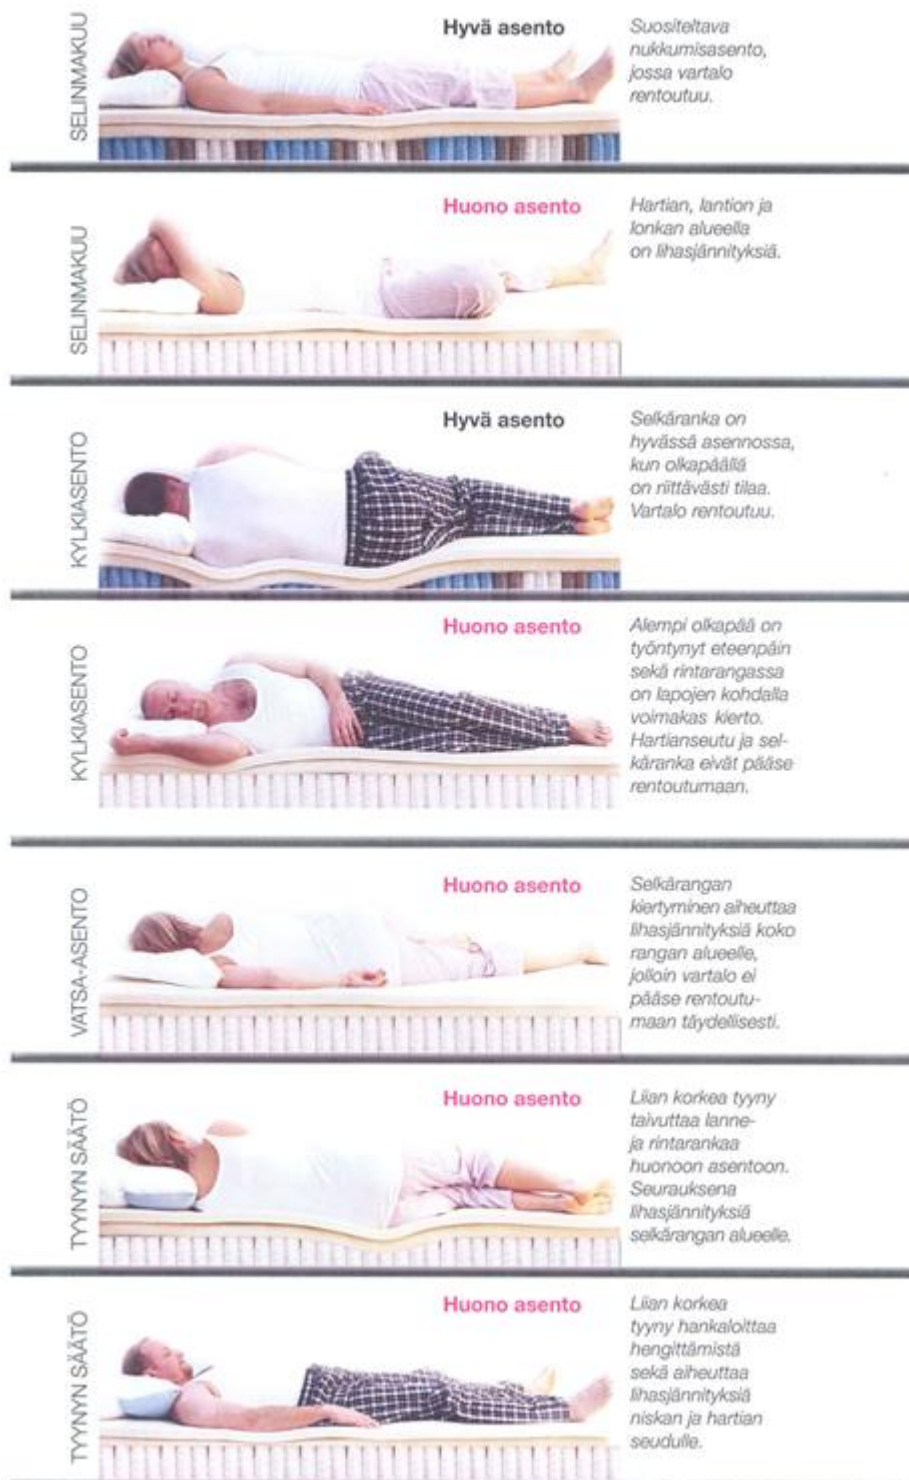 SELINMAKUU
Hyvä asento
Suositeltava
nukkumisasento,
jossa vartalo
rentoutuu.
SELINMAKUU
Huono asento
Hartian, lantion ja
lonkan alueella
on lihasjännityksiä.
KYLKIASENTO
Hyvä asento
Selkäranka on
hyvässä asennossa,
kun olkapäällä
on riittävästi tilaa.
Vartalo rentoutuu.
KYLKIASENTO
Huono asento
Alempi olkapää on
työntynyt eteenpäin
sekä rintarangassa
on lapojen kohdalla
voimakas kierto.
Hartianseutu ja sel-
käranka eivät pääse
rentoutumaan.
VATSA-ASENTO
Huono asento
Selkärangan
kiertyminen aiheuttaa
lihasjännityksiä koko
rangan alueelle,
jolloin vartalo ei
pääse rentoutu-
maan täydellisesti.
TYYNYN SÄÄTÖ
Huono asento
Liian korkea tyyny
taivuttaa lanne-
ja rintarankaa
huonoon asentoon.
Seurauksena
lihasjännityksiä
selkärangan alueelle.
TYYNYN SÄÄTÖ
Huono asento
Liian korkea
tyyny hankaloittaa
hengittämistä
sekä aiheuttaa
lihasjännityksiä
niskan ja hartian
seudulle.